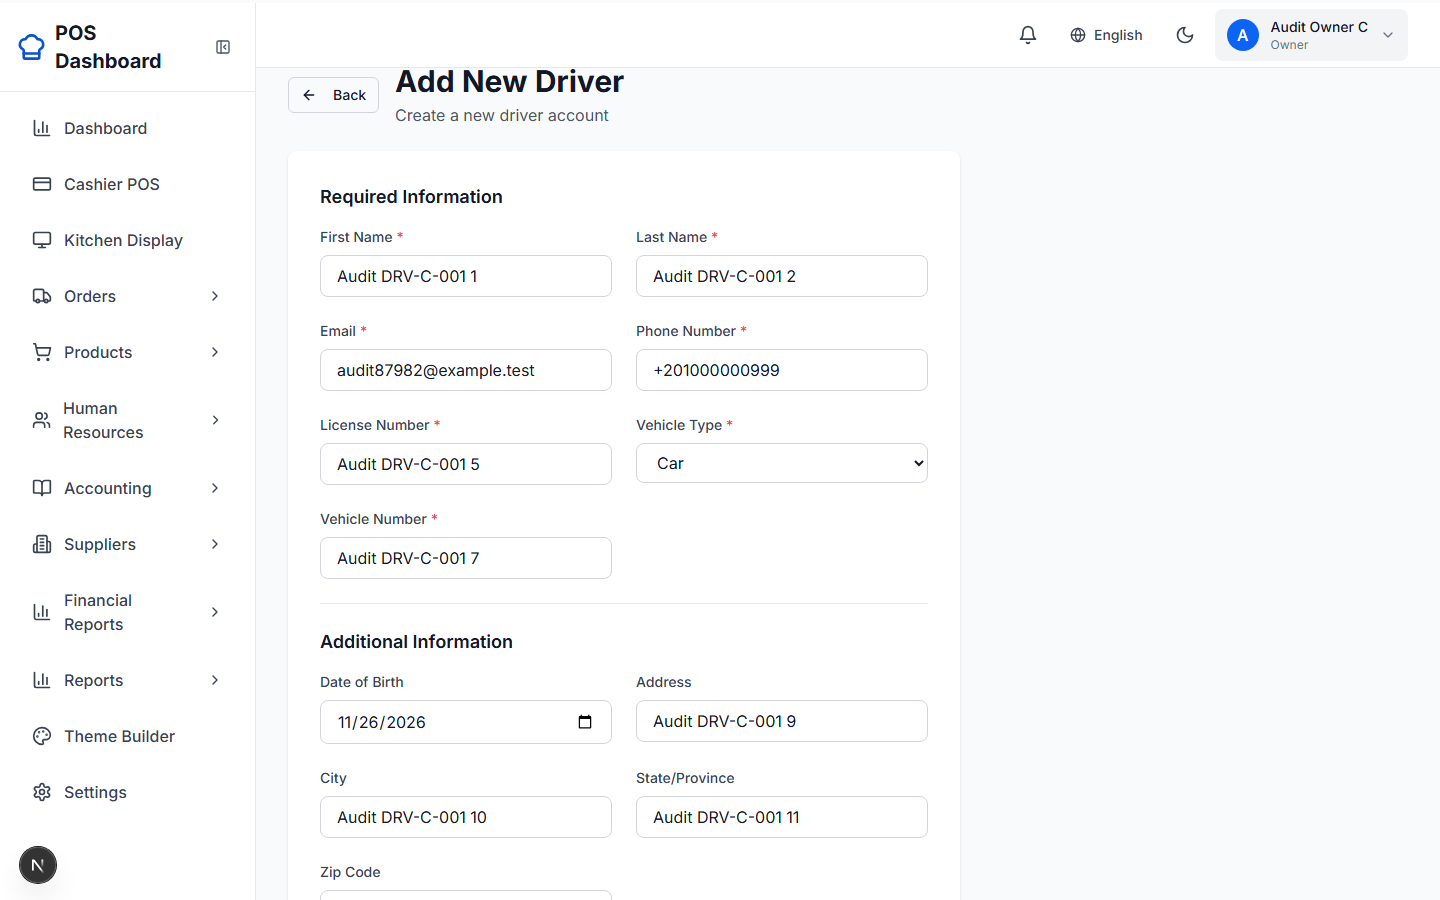 POS
Dashboard
English
A
Audit Owner C
Owner
Dashboard
Cashier POS
Kitchen Display
Orders
Products
Human
Resources
Accounting
Suppliers
Financial
Reports
Reports
Theme Builder
Settings
N
Back
Add New Driver
Create a new driver account
Required Information
First Name *
Last Name *
Audit DRV-C-001 1
Audit DRV-C-001 2
Email *
Phone Number *
audit87982@example.test
+201000000999
License Number *
Vehicle Type *
Audit DRV-C-001 5
Car
Vehicle Number *
Audit DRV-C-001 7
Additional Information
Date of Birth
Address
11/26/2026
Audit DRV-C-001 9
City
State/Province
Audit DRV-C-001 10
Audit DRV-C-001 11
Zip Code